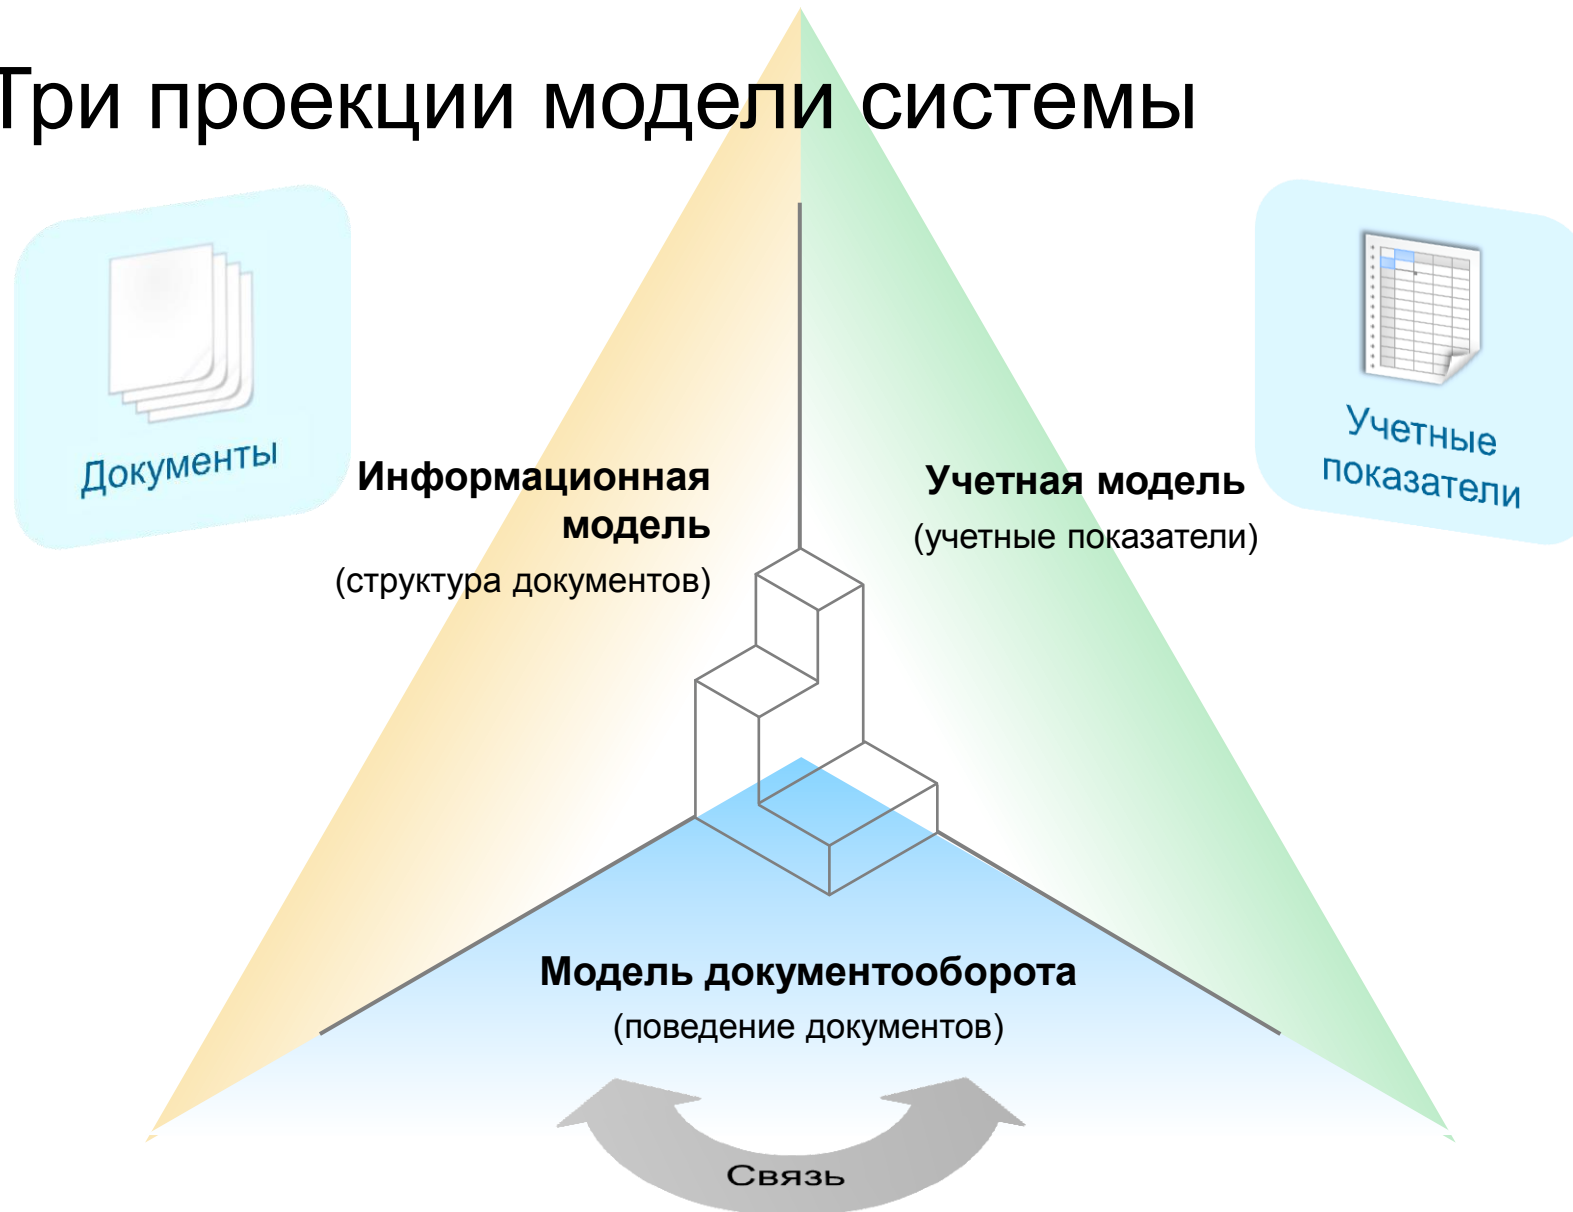 Три проекции модели системы
Документы
Учетные
показатели
Информационная
модель
(структура документов)
Учетная модель
(учетные показатели)
Модель документооборота
(поведение документов)
Связь